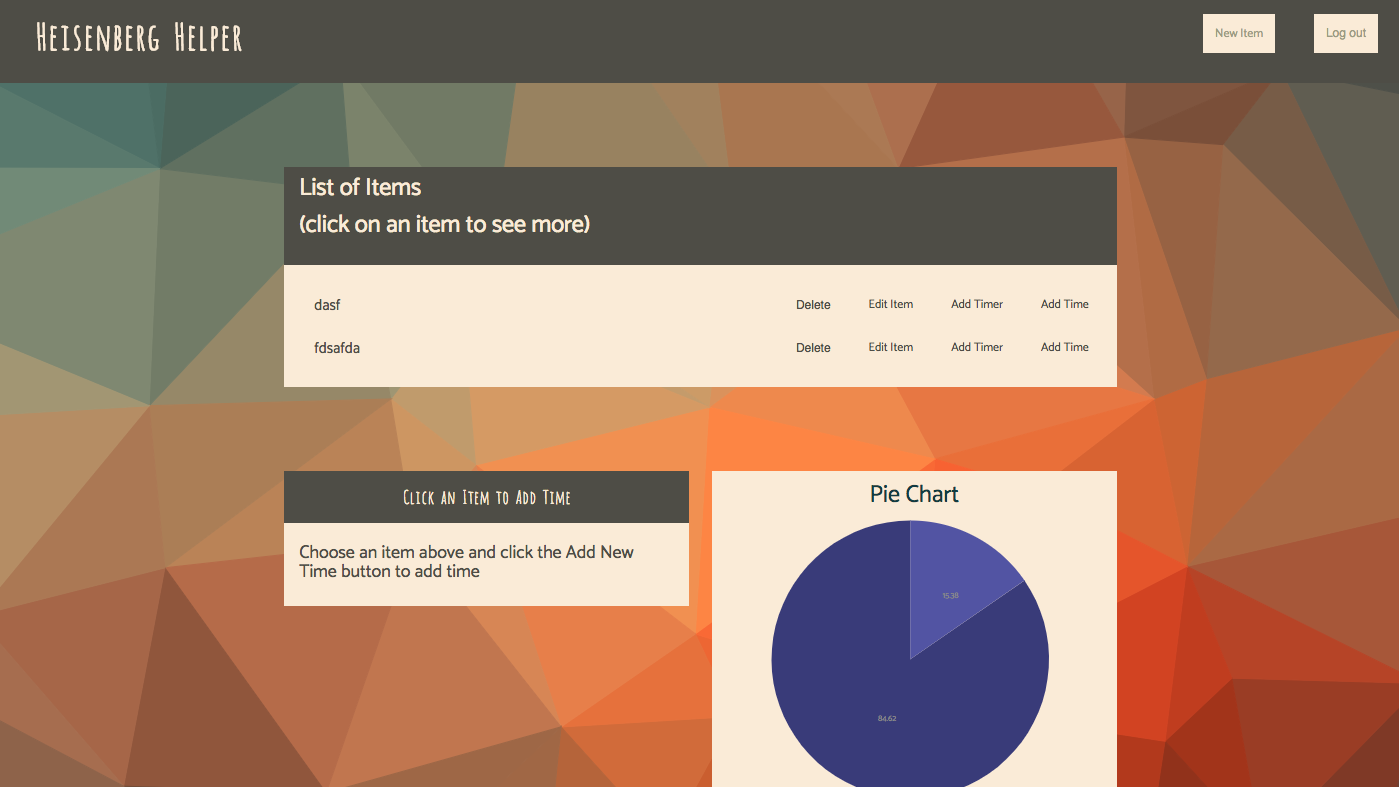 Heisenberg Helper
New Item
Log out
List of Items
(click on an item to see more)
dasf
Delete
Edit Item
Add Timer
Add Time
fdsafda
Delete
Edit Item
Add Timer
Add Time
Click an Item to Add Time
Choose an item above and click the Add New
Time button to add time
Pie Chart
15.38
84.62